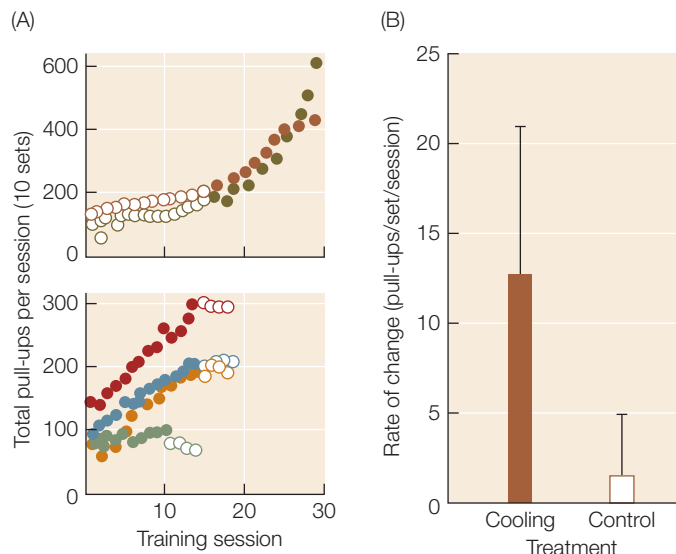 (A)
Total pull-ups per session (10 sets)
600
400
200
0
300
200
100
0
0
10
20
30
Training session
(B)
Rate of change (pull-ups/set/session)
25
20
15
10
5
0
Cooling Control
Treatment